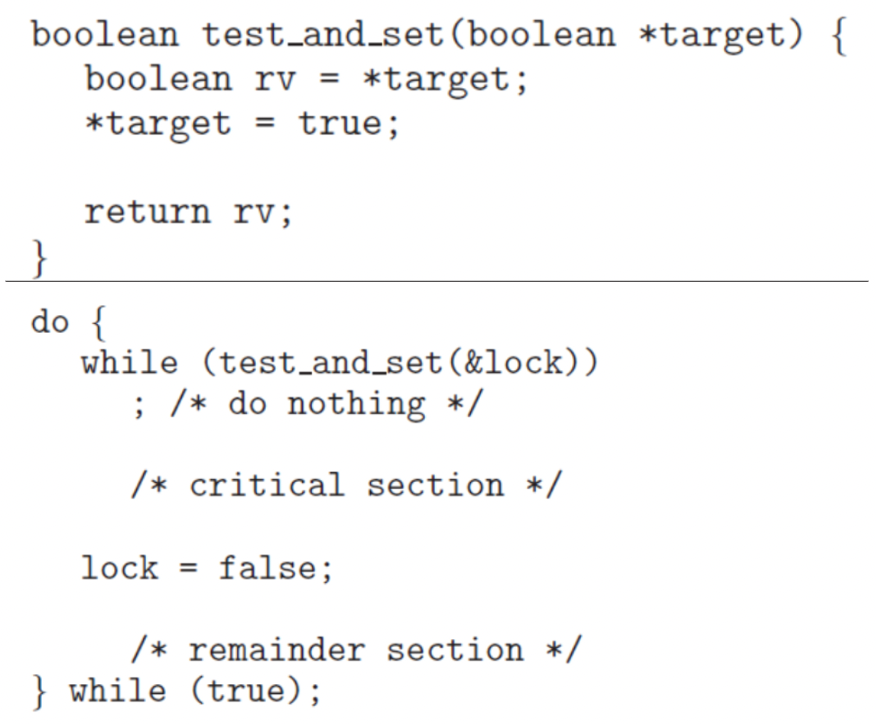 boolean test_and_set(boolean *target) {
boolean rv = *target;
*target = true;
return rv;
}
do {
while (test_and_set(&lock))
; /* do nothing */
/* critical section */
lock = false;
/* remainder section */
} while (true);